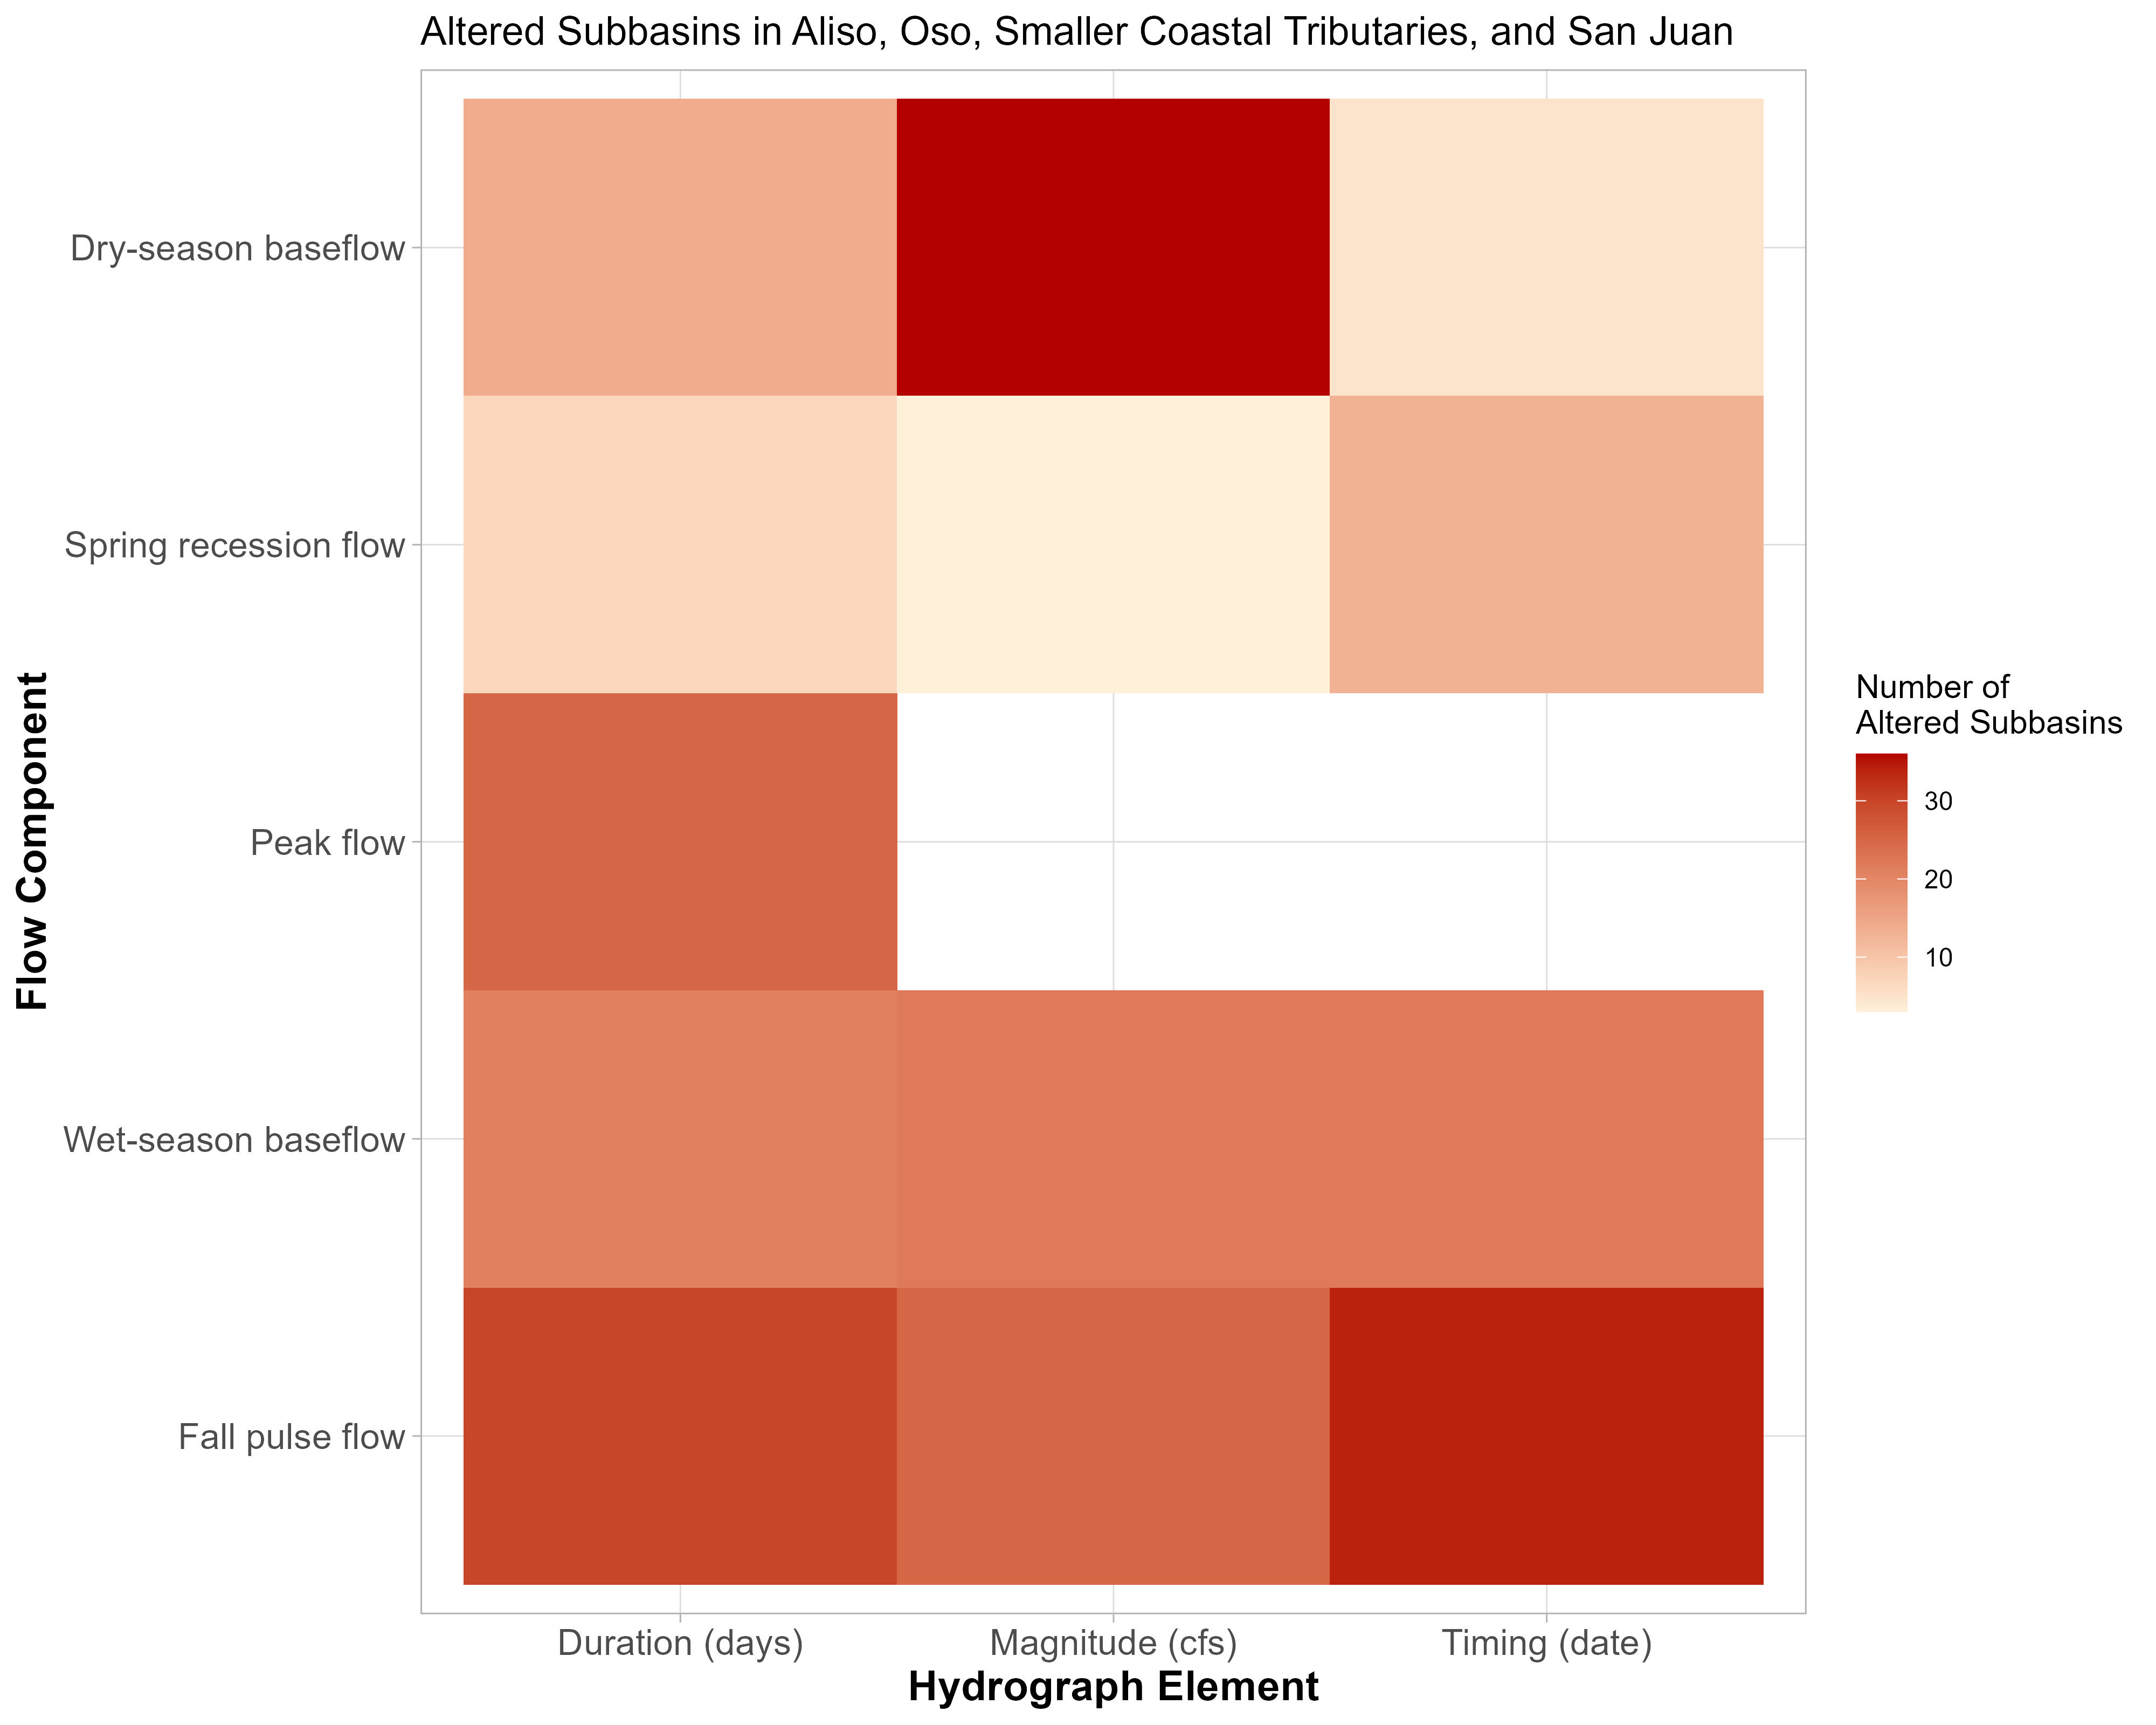 Altered Subbasins in Aliso, Oso, Smaller Coastal Tributaries, and San Juan
Flow Component
Dry-season baseflow
Spring recession flow
Peak flow
Wet-season baseflow
Fall pulse flow
Duration (days)
Magnitude (cfs)
Timing (date)
Hydrograph Element
Number of
Altered Subbasins
30
20
10